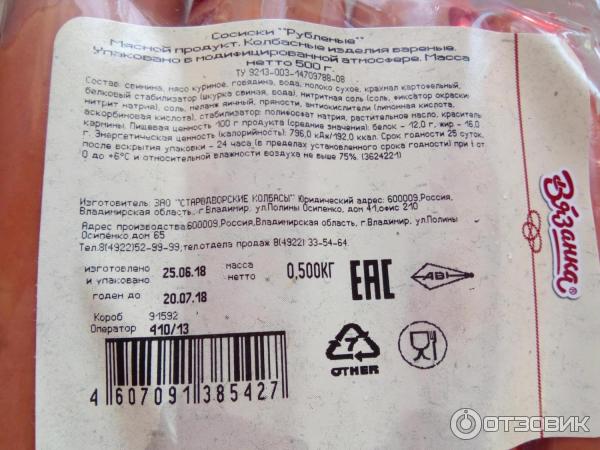 Сосиски "Рубленые"
Мясной продукт. Колбасные изделия вареные.
Упаковано в модифицированной атмосфере. Масса
нетто 500 г.
ТУ 9213-003-14709788-08
Состав: свинина, мясо куриное, говядина, вода, молоко сухое, крахмал картофельный,
белковый стабилизатор (шкурка свиная, вода), нитритная соль (соль, фиксатор окраски
нитрит натрия), соль, меланж яичный, пряности, антиокислители (лимонная кислота,
аскорбиновая кислота), стабилизатор: полифосфат натрия, растительное масло, краситель
кармины. Пищевая ценность 100 г продукта (средние значения): белок - 12,0 г, жир - 16,0
г. Энергетическая ценность (калорийность): 796,0 кДж/192,0 ккал. Срок годности 25 суток,
после вскрытия упаковки - 24 часа (в пределах установленного срока годности) при t от
0 до +6°С и относительной влажности воздуха не выше 75%. (3624221)
Изготовитель: ЗАО "СТАРОДВОРСКИЕ КОЛБАСЫ" Юридический адрес: 600009,Россия,
Владимирская область, г.Владимир, ул.Полины Осипенко, дом 41,офис 210
Адрес производства:600009,Россия,Владимирская область, г.Владимир, ул.Полины
Осипенко дом 65
Тел.8(4922)52-99-99,тел.отдела продаж 8(4922) 33-54-64.
изготовлено
и упаковано 25.06.18 масса
нетто 0,500КГ
годен до 20.07.18
Короб 91592
Оператор 410/13
ЕАС
АВІ
7
OTHER
4 607091 385427
Вязанка®
ОТЗОВИК